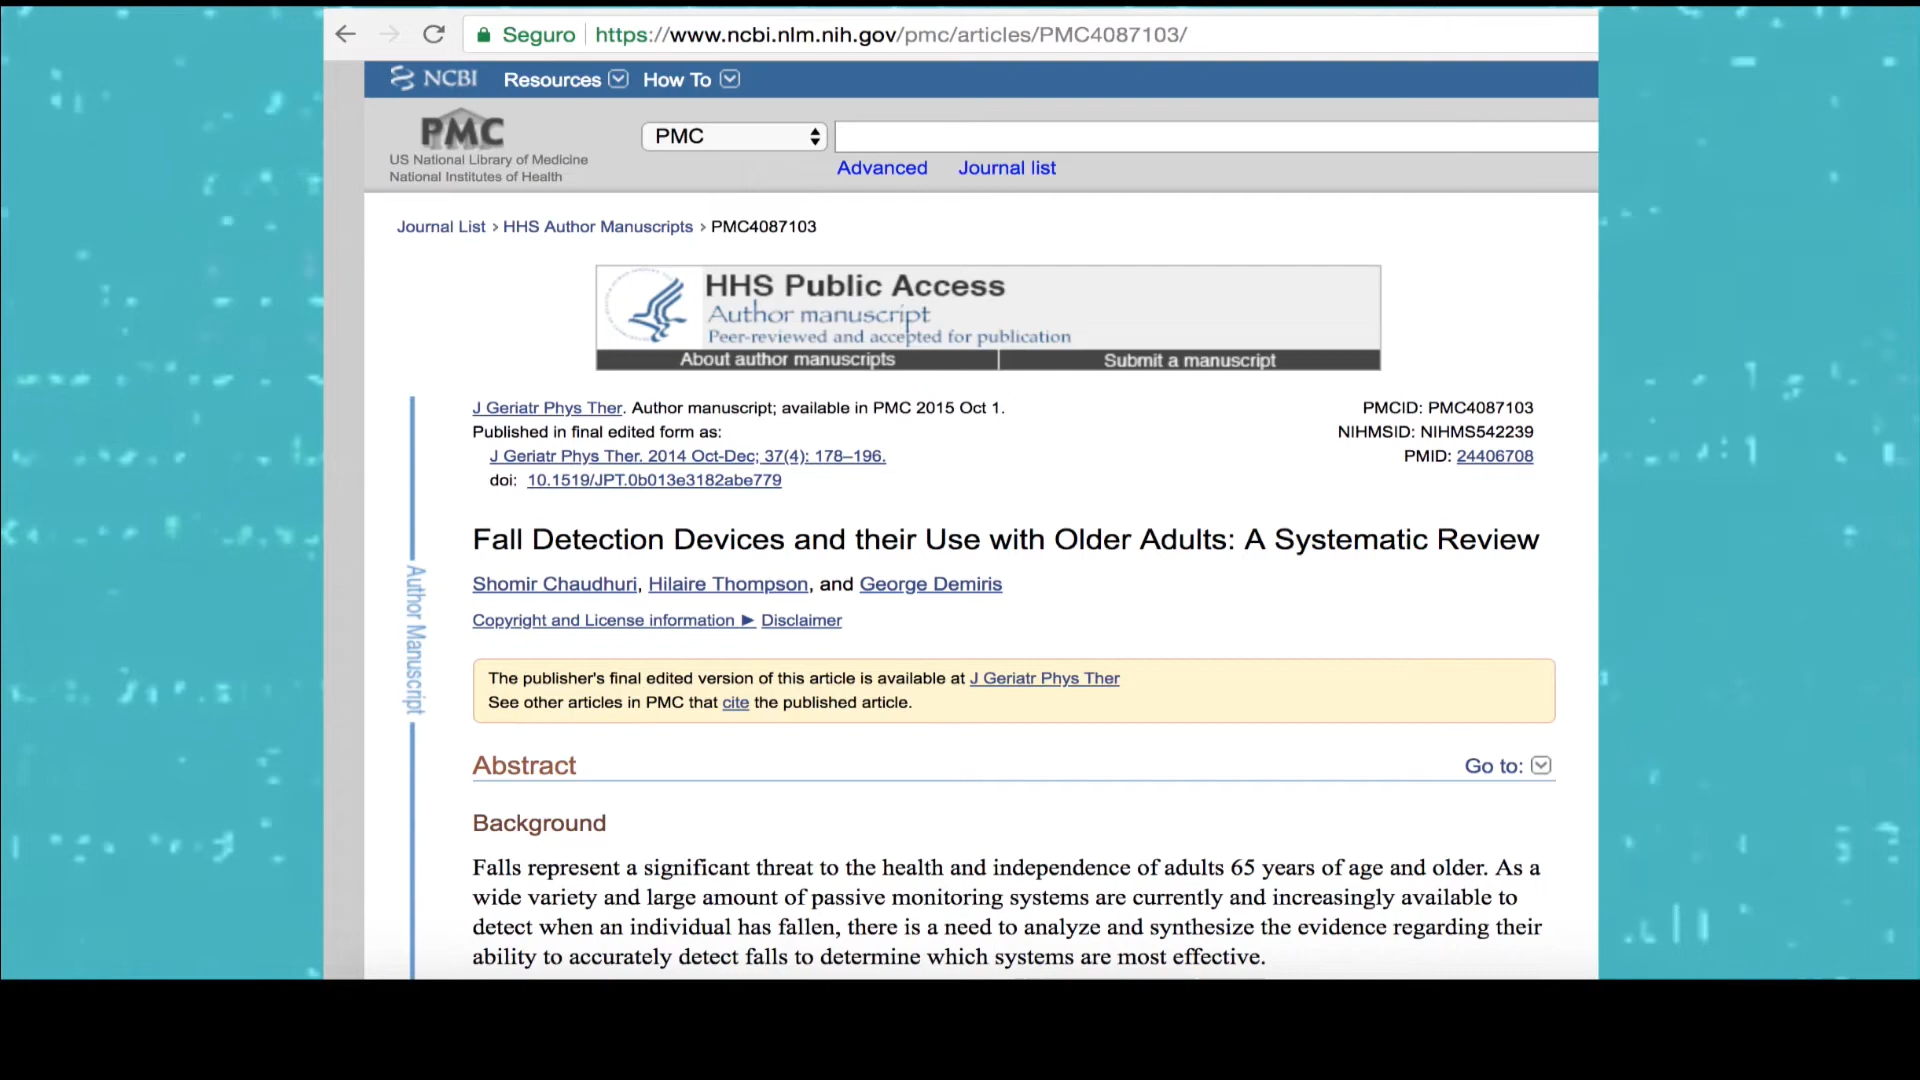 Seguro https://www.ncbi.nlm.nih.gov/pmc/articles/PMC4087103/
NCBI Resources How To
PMC
US National Library of Medicine
National Institutes of Health
PMC
Advanced Journal list
Journal List › HHS Author Manuscripts › PMC4087103
HHS Public Access
Author manuscript
Peer-reviewed and accepted for publication
About author manuscripts Submit a manuscript
Author Manuscript
J Geriatr Phys Ther. Author manuscript; available in PMC 2015 Oct 1.
Published in final edited form as:
J Geriatr Phys Ther. 2014 Oct-Dec; 37(4): 178–196.
doi: 10.1519/JPT.0b013e3182abe779
PMCID: PMC4087103
NIHMSID: NIHMS542239
PMID: 24406708
Fall Detection Devices and their Use with Older Adults: A Systematic Review
Shomir Chaudhuri, Hilaire Thompson, and George Demiris
Copyright and License information ► Disclaimer
The publisher's final edited version of this article is available at J Geriatr Phys Ther
See other articles in PMC that cite the published article.
Abstract Go to:
Background
Falls represent a significant threat to the health and independence of adults 65 years of age and older. As a
wide variety and large amount of passive monitoring systems are currently and increasingly available to
detect when an individual has fallen, there is a need to analyze and synthesize the evidence regarding their
ability to accurately detect falls to determine which systems are most effective.